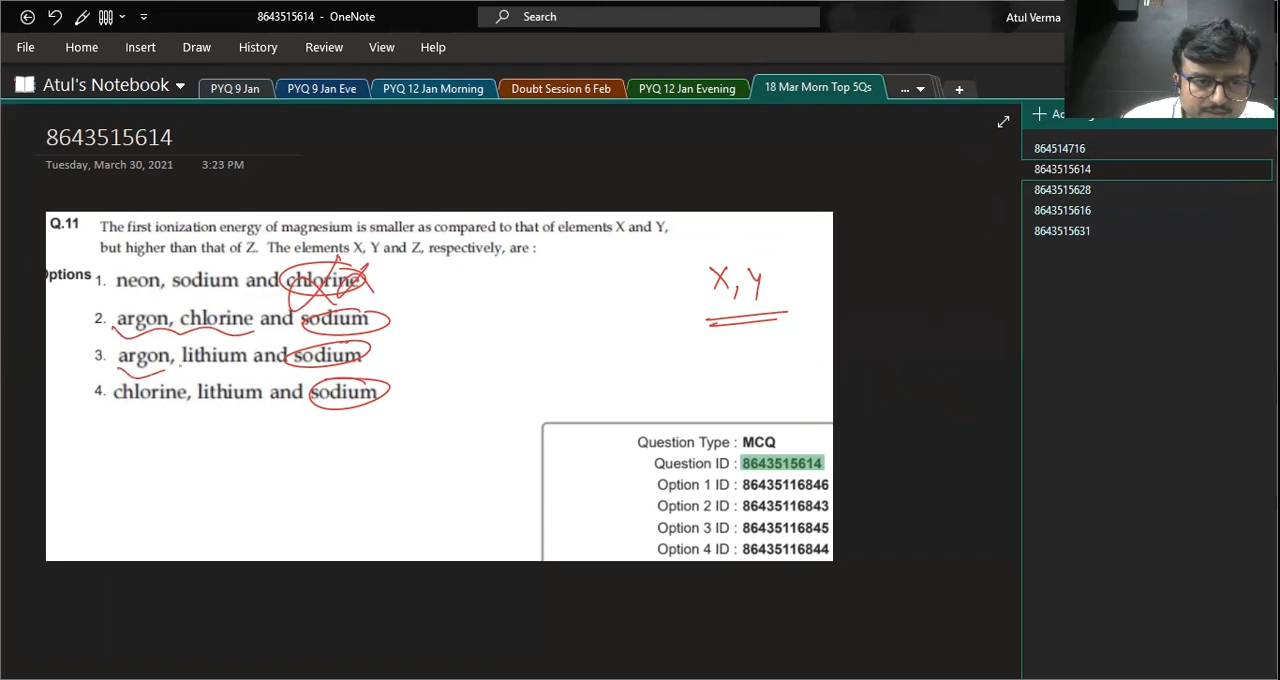 8643515614 - OneNote
Search
Atul Verma
File Home Insert Draw History Review View Help
Atul's Notebook
PYQ 9 Jan
PYQ 9 Jan Eve
PYQ 12 Jan Morning
Doubt Session 6 Feb
PYQ 12 Jan Evening
18 Mar Morn Top 5Qs
...
8643515614
Tuesday, March 30, 2021 3:23 PM
Q.11 The first ionization energy of magnesium is smaller as compared to that of elements X and Y,
but higher than that of Z. The elements X, Y and Z, respectively, are :
Options 1. neon, sodium and chlorine
2. argon, chlorine and sodium
3. argon, lithium and sodium
4. chlorine, lithium and sodium
X, Y
Question Type : MCQ
Question ID : 8643515614
Option 1 ID : 86435116846
Option 2 ID : 86435116843
Option 3 ID : 86435116845
Option 4 ID : 86435116844
864514716
8643515614
8643515628
8643515616
8643515631